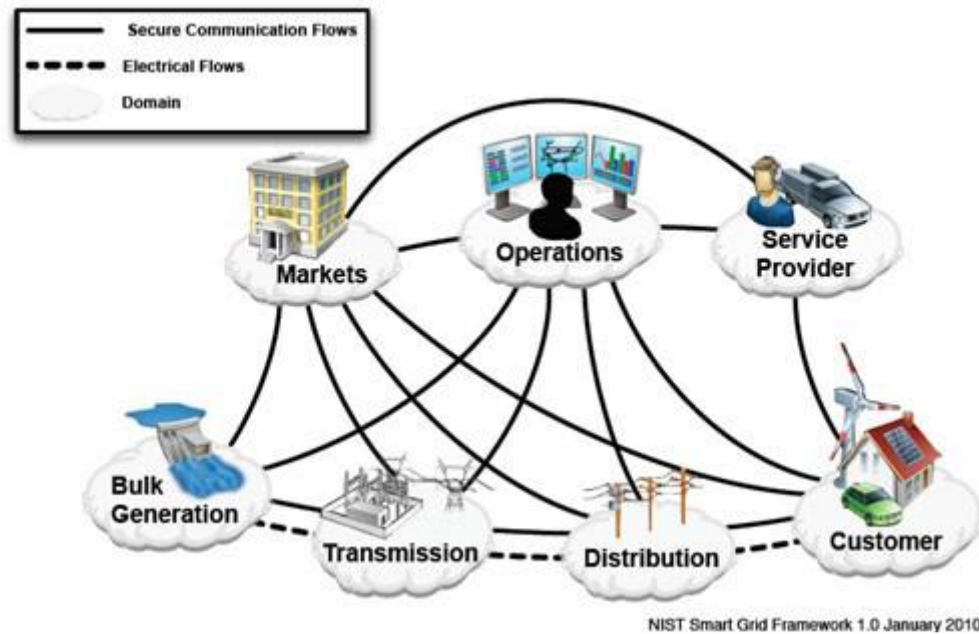 Secure Communication Flows
Electrical Flows
Domain
Markets
Operations
Service
Provider
Bulk
Generation
Transmission
Distribution
Customer
NIST Smart Grid Framework 1.0 January 2010